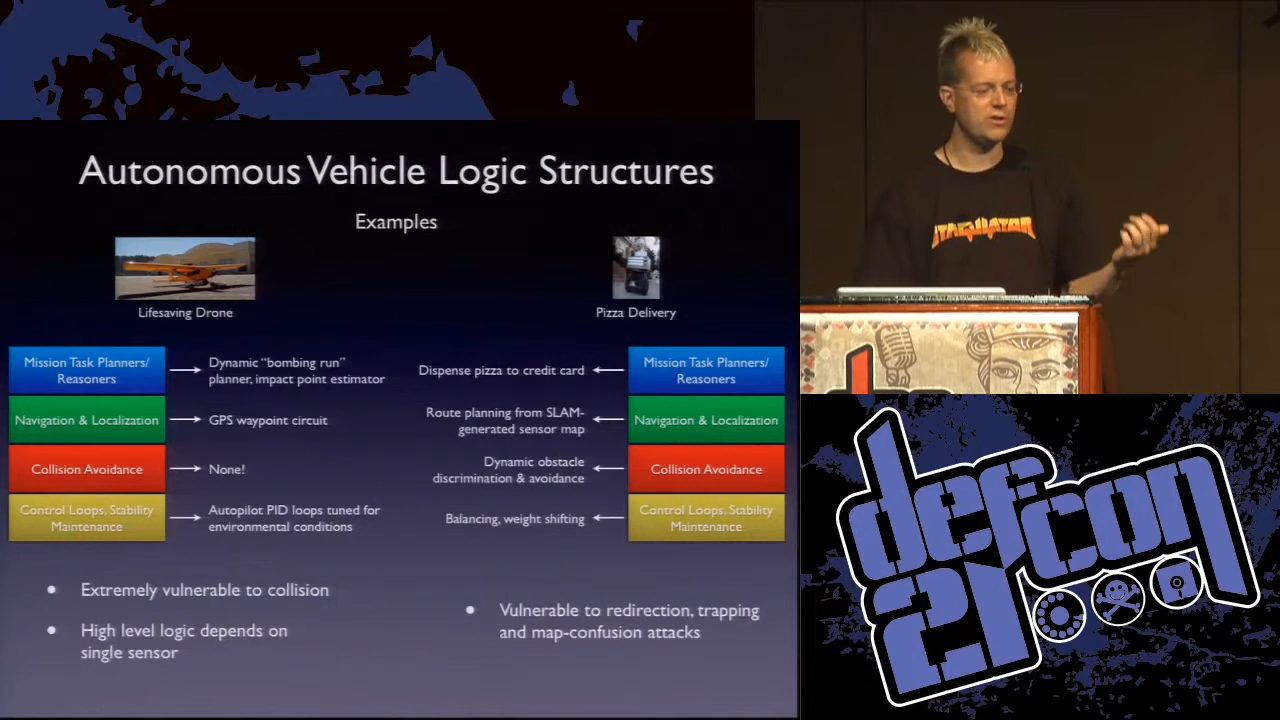 Autonomous Vehicle Logic Structures
Examples
Lifesaving Drone
Pizza Delivery
Mission Task Planners/
Reasoners
Dynamic “bombing run”
planner, impact point estimator
Navigation & Localization
GPS waypoint circuit
Collision Avoidance
None!
Control Loops, Stability
Maintenance
Autopilot PID loops tuned for
environmental conditions
Dispense pizza to credit card
Mission Task Planners/
Reasoners
Route planning from SLAM-
generated sensor map
Navigation & Localization
Dynamic obstacle
discrimination & avoidance
Collision Avoidance
Balancing, weight shifting
Control Loops, Stability
Maintenance
• Extremely vulnerable to collision
• High level logic depends on
single sensor
• Vulnerable to redirection, trapping
and map-confusion attacks
defcon
21